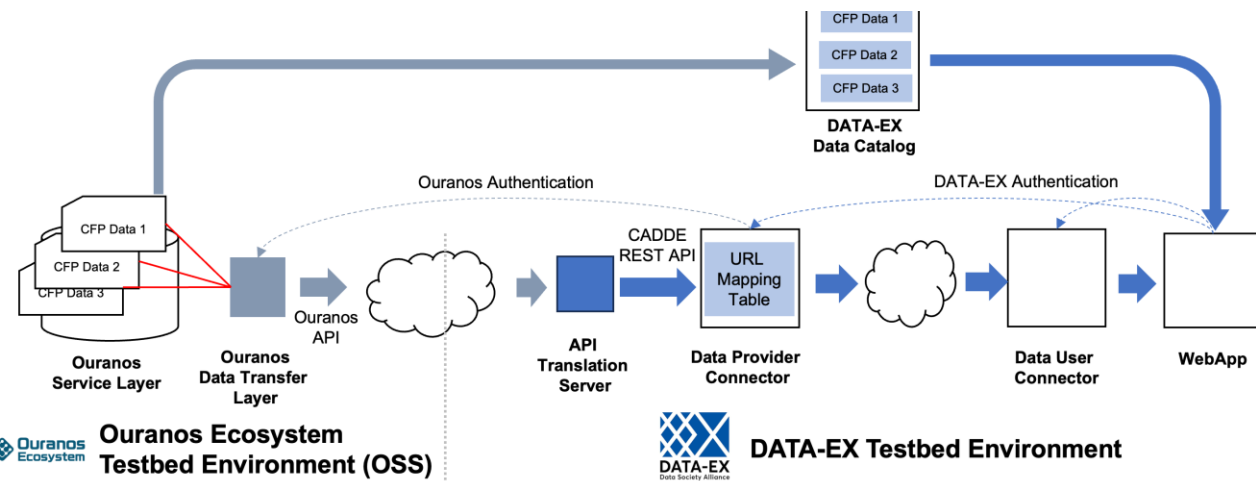 CFP Data 1
CFP Data 2
CFP Data 3
DATA-EX
Data Catalog
Ouranos Authentication
DATA-EX Authentication
CFP Data 1
CFP Data 2
CFP Data 3
Ouranos
API
CADDE
REST API
URL
Mapping
Table
Ouranos
Service Layer
Ouranos
Data Transfer
Layer
API
Translation
Server
Data Provider
Connector
Data User
Connector
WebApp
Ouranos
Ecosystem
Ouranos Ecosystem
Testbed Environment (OSS)
DATA-EX
Data Society Alliance
DATA-EX Testbed Environment